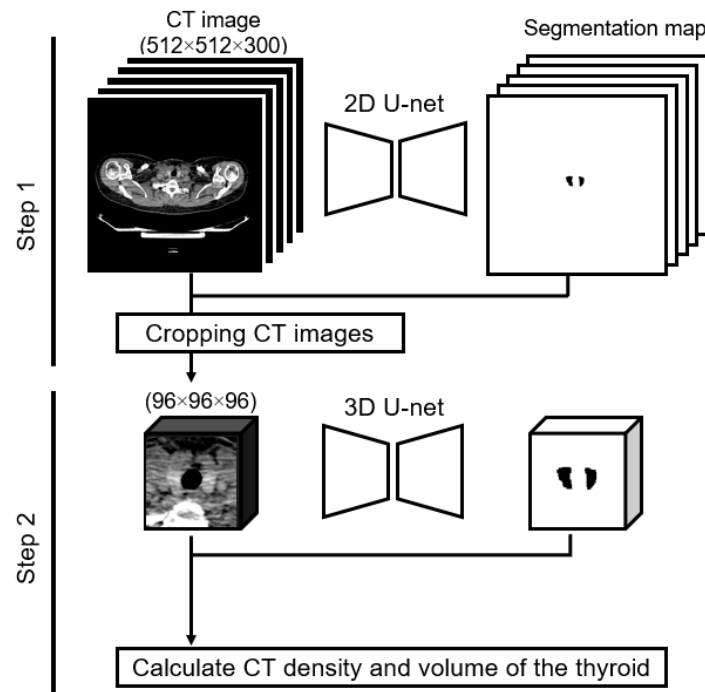 CT image
(512×512×300)
Segmentation map
2D U-net
Step 1
Cropping CT images
(96×96×96)
3D U-net
Step 2
Calculate CT density and volume of the thyroid